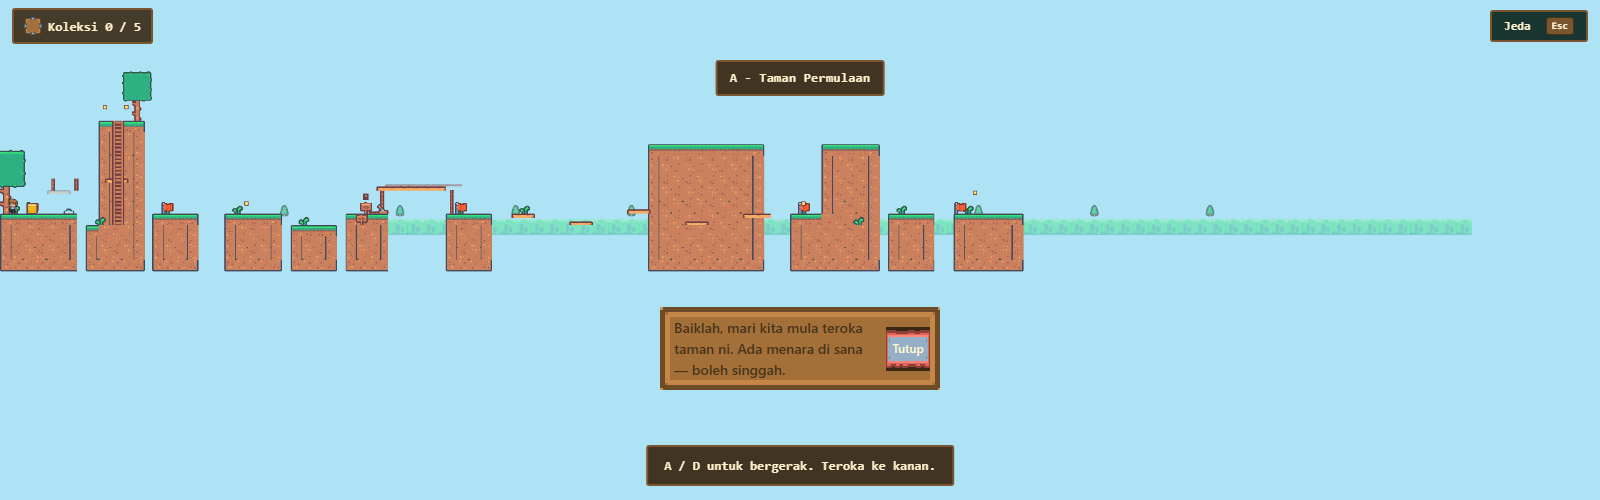 Koleksi 0 / 5
Jeda Esc
A - Taman Permulaan
Baiklah, mari kita mula teroka
taman ni. Ada menara di sana
— boleh singgah.
Tutup
A / D untuk bergerak. Teroka ke kanan.